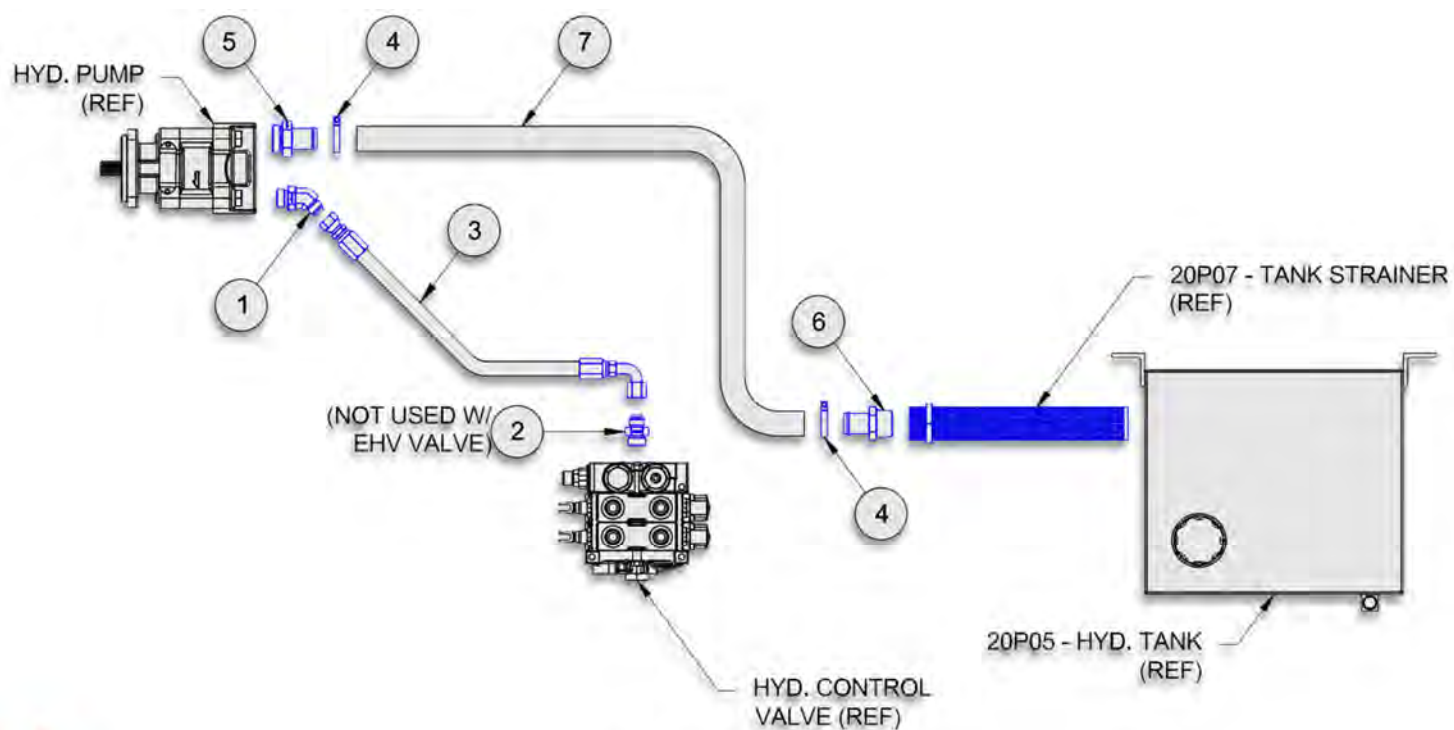 5
4
7
HYD. PUMP
(REF)
3
1
20P07 - TANK STRAINER
(REF)
6
(NOT USED W/
EHV VALVE)
2
4
20P05 - HYD. TANK
(REF)
HYD. CONTROL
VALVE (REF)